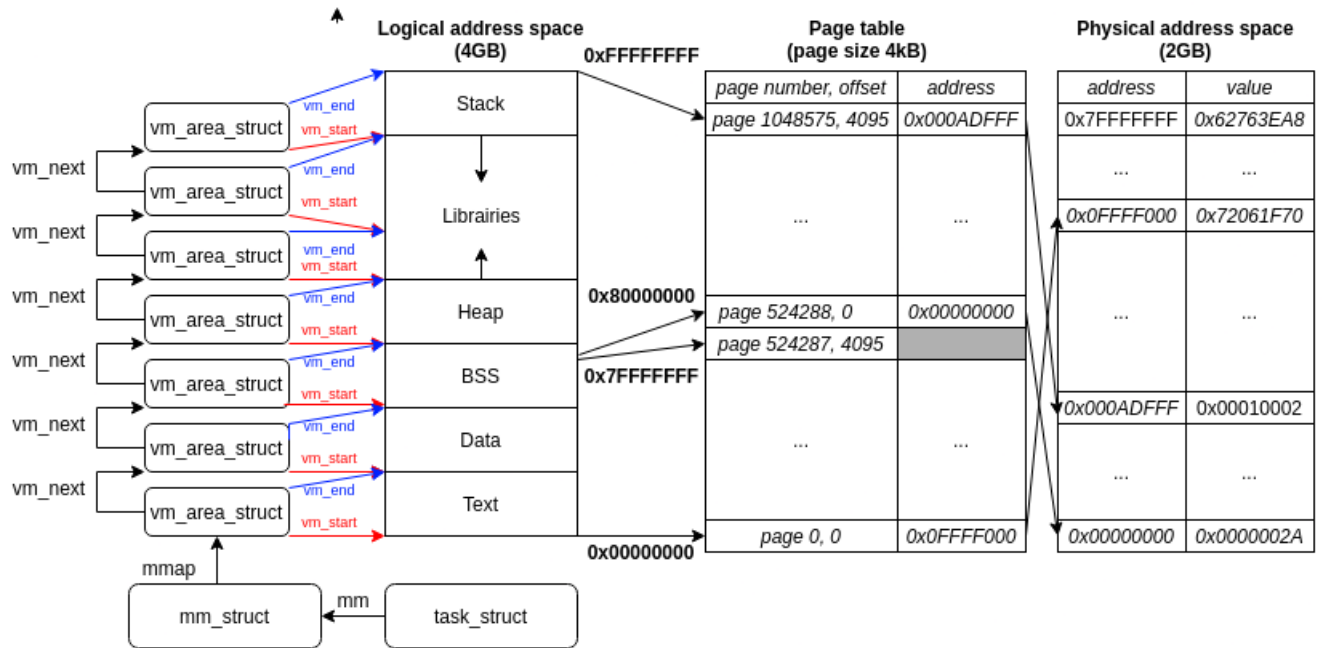 Logical address space
(4GB)
Page table
(page size 4kB)
Physical address space
(2GB)
0xFFFFFFFF
page number, offset
address
address
value
vm_area_struct
vm_end
vm_start
Stack
page 1048575, 4095
0x000ADFFF
0x7FFFFFFF
0x62763EA8
vm_next
vm_end
...
...
vm_area_struct
vm_start
Librairies
...
...
0x0FFFF000
0x72061F70
vm_next
vm_area_struct
vm_end
vm_start
vm_next
vm_area_struct
vm_end
vm_start
Heap
0x80000000
page 524288, 0
0x00000000
...
...
page 524287, 4095
vm_next
vm_area_struct
vm_end
vm_start
BSS
0x7FFFFFFF
0x000ADFFF
0x00010002
vm_next
vm_area_struct
vm_end
vm_start
Data
...
...
...
...
vm_next
vm_area_struct
vm_end
vm_start
Text
0x00000000
page 0, 0
0x0FFFF000
0x00000000
0x0000002A
mmap
mm_struct
mm
task_struct